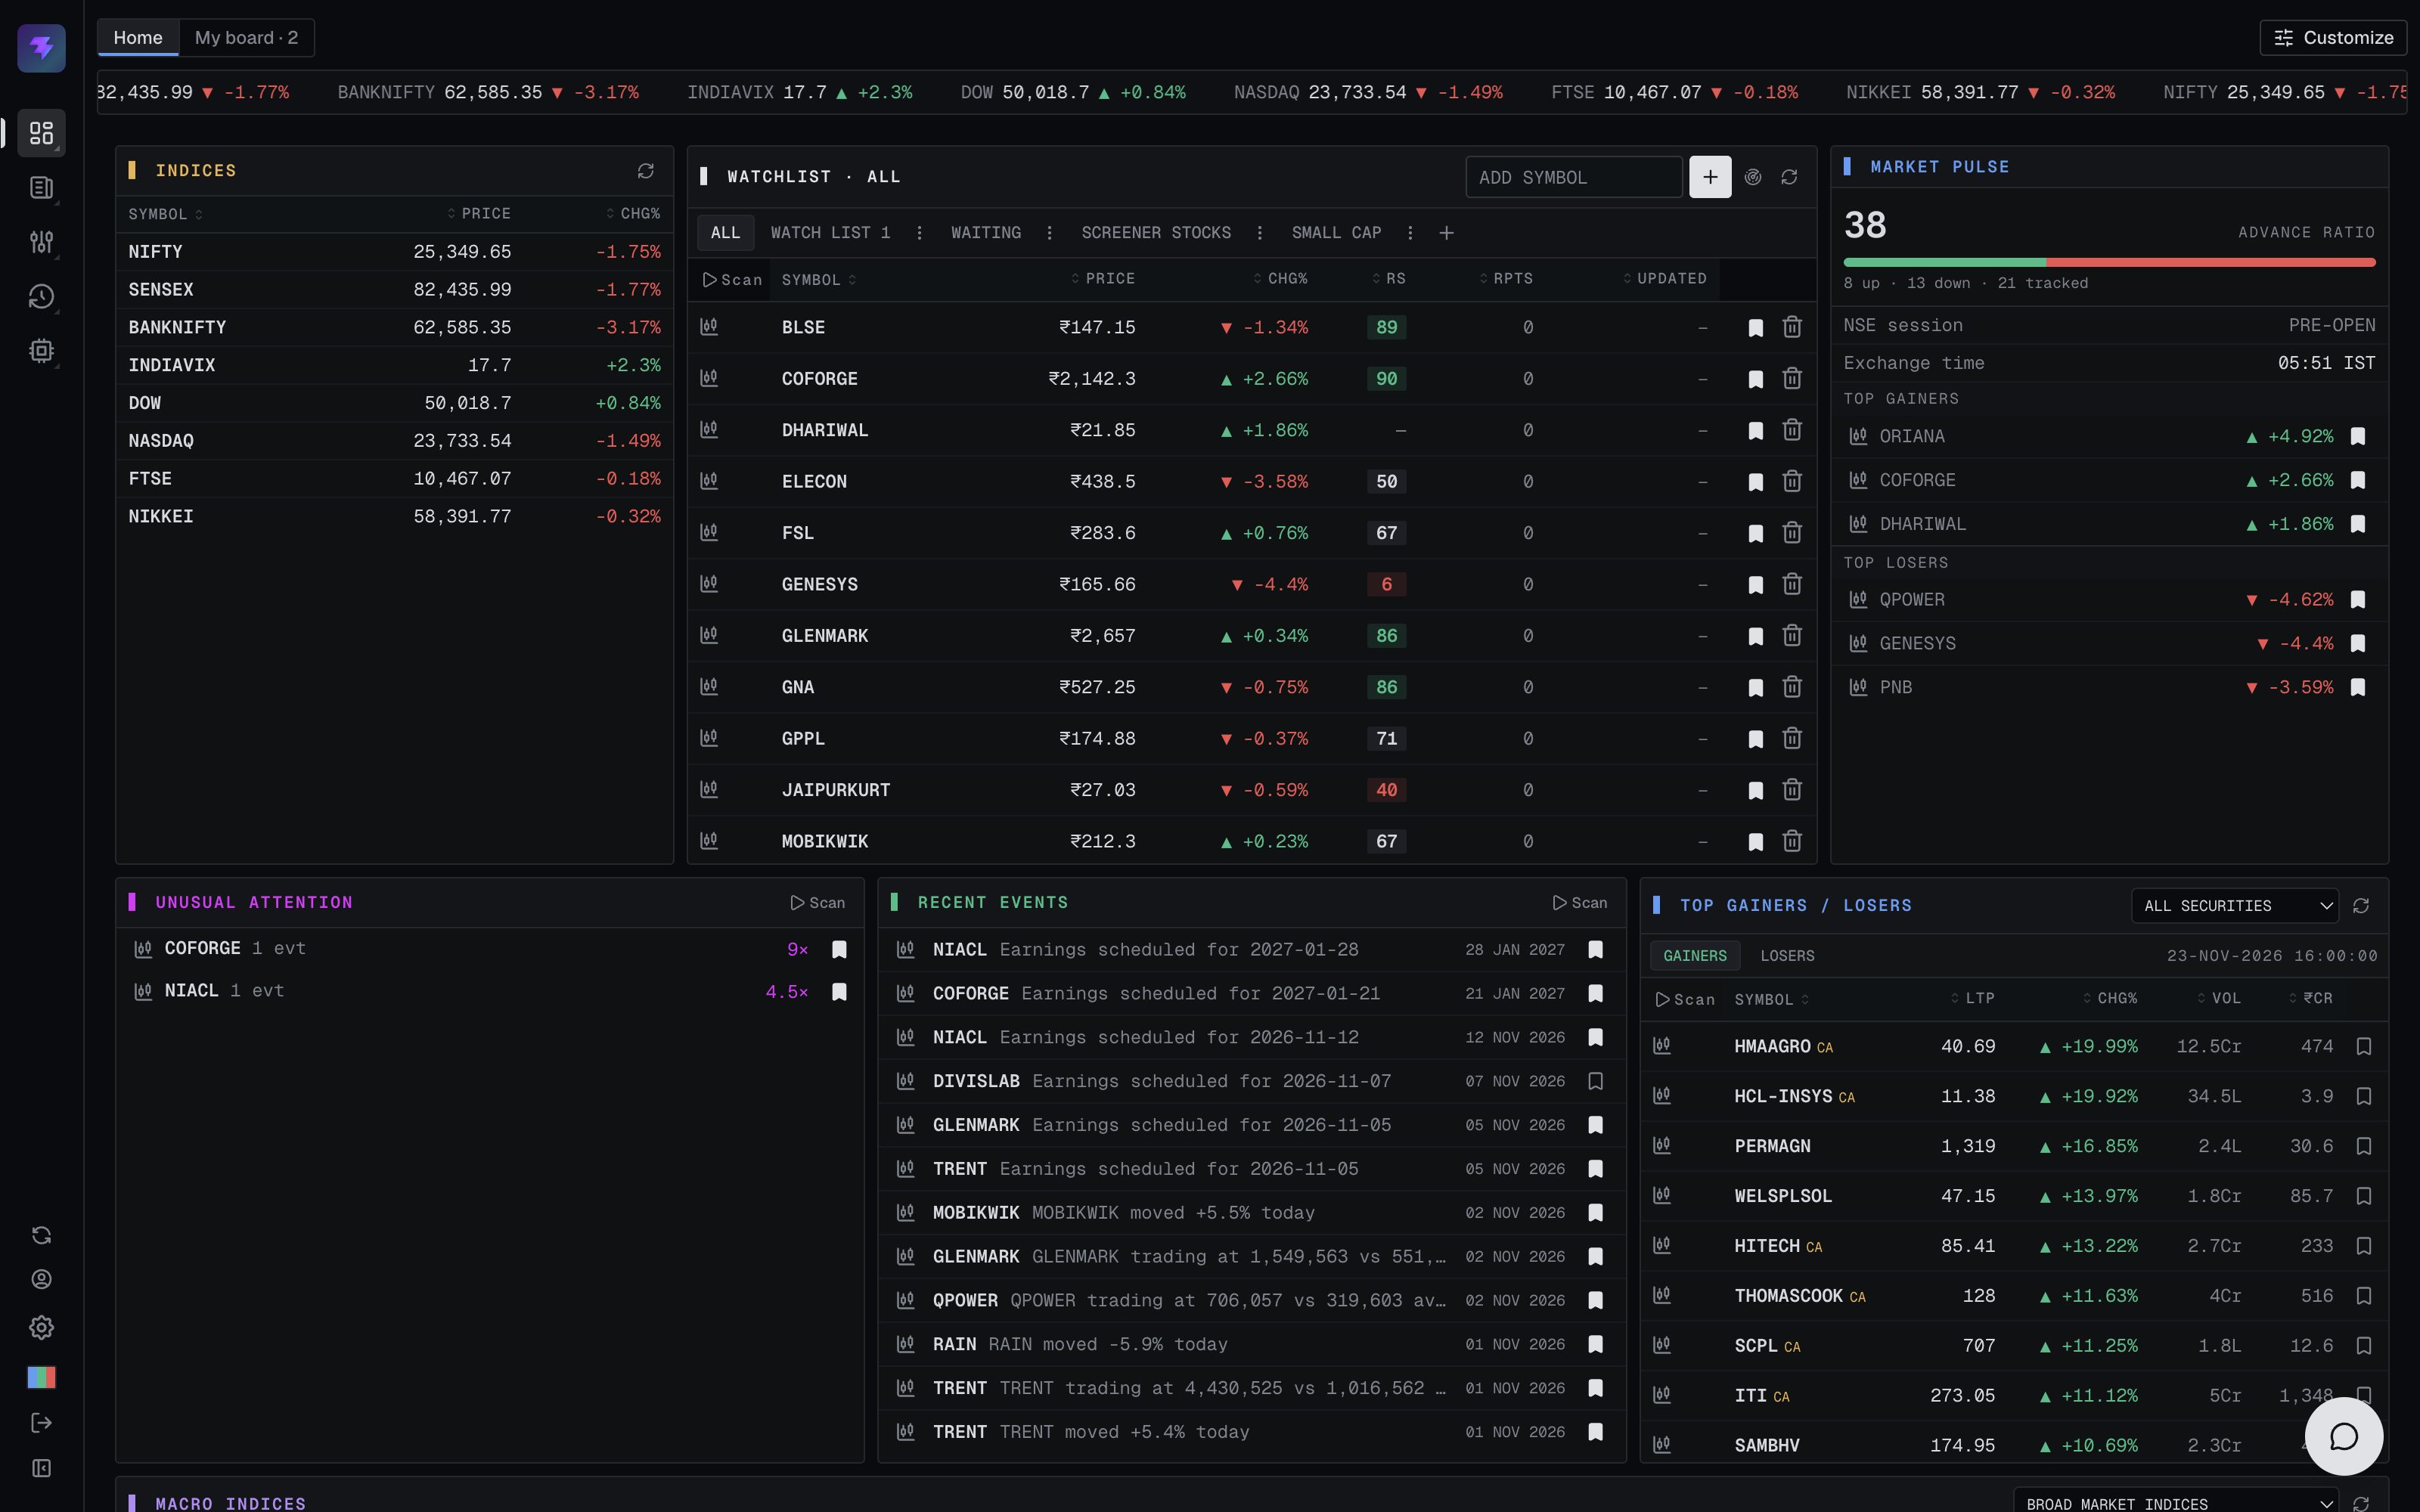 Home My board · 2 Customize
82,435.99 ▼ -1.77% BANKNIFTY 62,585.35 ▼ -3.17% INDIAVIX 17.7 ▲ +2.3% DOW 50,018.7 ▲ +0.84% NASDAQ 23,733.54 ▼ -1.49% FTSE 10,467.07 ▼ -0.18% NIKKEI 58,391.77 ▼ -0.32% NIFTY 25,349.65 ▼ -1.75
INDICES
SYMBOL PRICE CHG%
NIFTY 25,349.65 -1.75%
SENSEX 82,435.99 -1.77%
BANKNIFTY 62,585.35 -3.17%
INDIAVIX 17.7 +2.3%
DOW 50,018.7 +0.84%
NASDAQ 23,733.54 -1.49%
FTSE 10,467.07 -0.18%
NIKKEI 58,391.77 -0.32%
WATCHLIST · ALL ADD SYMBOL +
ALL WATCH LIST 1 WAITING SCREENER STOCKS SMALL CAP +
Scan SYMBOL PRICE CHG% RS RPTS UPDATED
BLSE ₹147.15 ▼ -1.34% 89 0 –
COFORGE ₹2,142.3 ▲ +2.66% 90 0 –
DHARIWAL ₹21.85 ▲ +1.86% – 0 –
ELECON ₹438.5 ▼ -3.58% 50 0 –
FSL ₹283.6 ▲ +0.76% 67 0 –
GENESYS ₹165.66 ▼ -4.4% 6 0 –
GLENMARK ₹2,657 ▲ +0.34% 86 0 –
GNA ₹527.25 ▼ -0.75% 86 0 –
GPPL ₹174.88 ▼ -0.37% 71 0 –
JAIPURKURT ₹27.03 ▼ -0.59% 40 0 –
MOBIKWIK ₹212.3 ▲ +0.23% 67 0 –
MARKET PULSE
38 ADVANCE RATIO
8 up · 13 down · 21 tracked
NSE session PRE-OPEN
Exchange time 05:51 IST
TOP GAINERS
ORIANA ▲ +4.92%
COFORGE ▲ +2.66%
DHARIWAL ▲ +1.86%
TOP LOSERS
QPOWER ▼ -4.62%
GENESYS ▼ -4.4%
PNB ▼ -3.59%
UNUSUAL ATTENTION Scan
COFORGE 1 evt 9×
NIACL 1 evt 4.5×
RECENT EVENTS Scan
NIACL Earnings scheduled for 2027-01-28 28 JAN 2027
COFORGE Earnings scheduled for 2027-01-21 21 JAN 2027
NIACL Earnings scheduled for 2026-11-12 12 NOV 2026
DIVISLAB Earnings scheduled for 2026-11-07 07 NOV 2026
GLENMARK Earnings scheduled for 2026-11-05 05 NOV 2026
TRENT Earnings scheduled for 2026-11-05 05 NOV 2026
MOBIKWIK MOBIKWIK moved +5.5% today 02 NOV 2026
GLENMARK GLENMARK trading at 1,549,563 vs 551,… 02 NOV 2026
QPOWER QPOWER trading at 706,057 vs 319,603 av… 02 NOV 2026
RAIN RAIN moved -5.9% today 01 NOV 2026
TRENT TRENT trading at 4,430,525 vs 1,016,562 … 01 NOV 2026
TRENT TRENT moved +5.4% today 01 NOV 2026
TOP GAINERS / LOSERS ALL SECURITIES
GAINERS LOSERS 23-NOV-2026 16:00:00
Scan SYMBOL LTP CHG% VOL ₹CR
HMAAGRO CA 40.69 ▲ +19.99% 12.5Cr 474
HCL-INSYS CA 11.38 ▲ +19.92% 34.5L 3.9
PERMAGN 1,319 ▲ +16.85% 2.4L 30.6
WELSPLSOL 47.15 ▲ +13.97% 1.8Cr 85.7
HITECH CA 85.41 ▲ +13.22% 2.7Cr 233
THOMASCOOK CA 128 ▲ +11.63% 4Cr 516
SCPL CA 707 ▲ +11.25% 1.8L 12.6
ITI CA 273.05 ▲ +11.12% 5Cr 1,348
SAMBHV 174.95 ▲ +10.69% 2.3Cr
MACRO INDICES BROAD MARKET INDICES